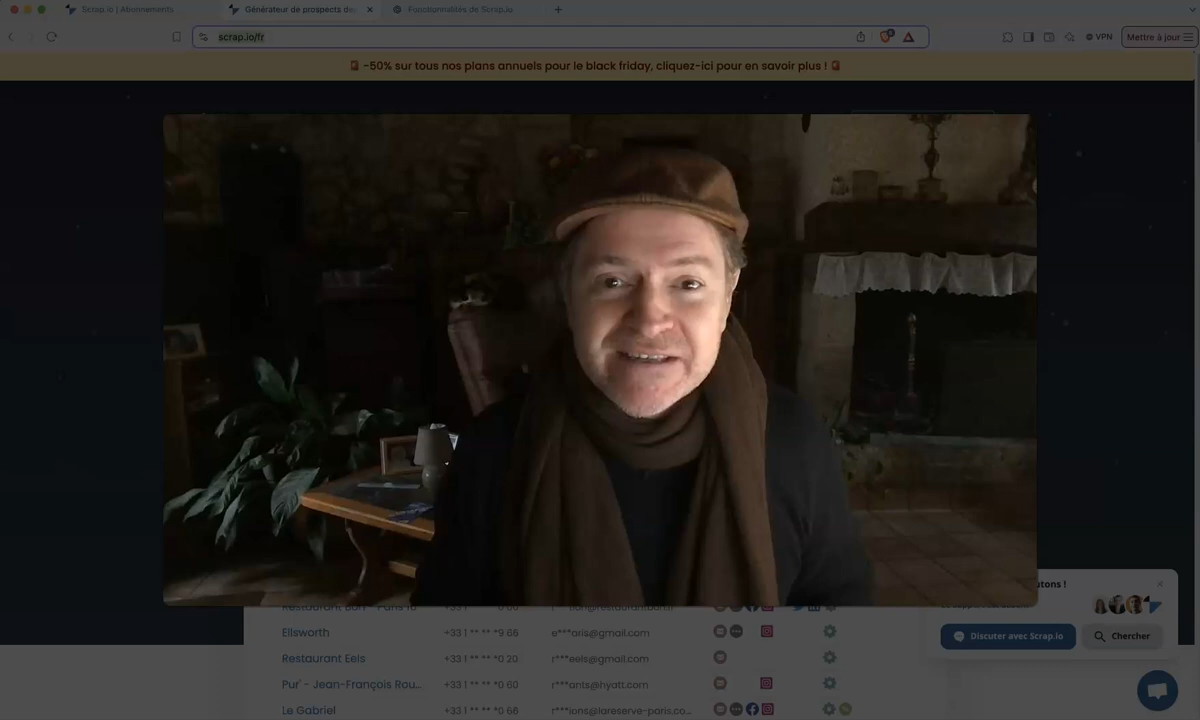 Scrap.io | Abonnements
Générateur de prospects des
Fonctionnalités de Scrap.io
scrap.io/fr
VPN
Mettre à jour
-50% sur tous nos plans annuels pour le black friday, cliquez-ici pour en savoir plus !
utons !
Discuter avec Scrap.io
Chercher
Ellsworth +33 1 ** ** *9 66 e***aris@gmail.com
Restaurant Eels +33 1 ** ** *0 20 r***eels@gmail.com
Pur' - Jean-François Rou... +33 1 ** ** *0 60 r***ants@hyatt.com
Le Gabriel +33 1 ** ** *0 66 r***ions@lareserve-paris.co...